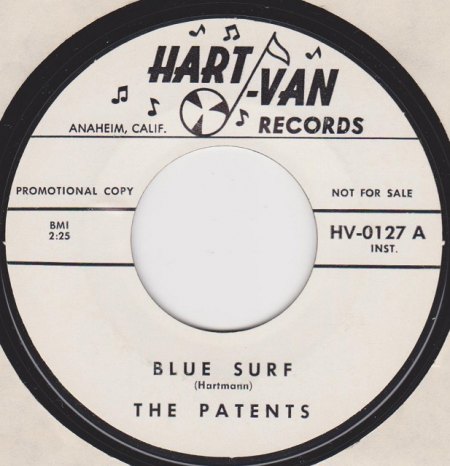 HART-VAN
RECORDS
ANAHEIM, CALIF.
PROMOTIONAL COPY
NOT FOR SALE
BMI
2:25
HV-0127 A
INST.
BLUE SURF
(Hartmann)
THE PATENTS